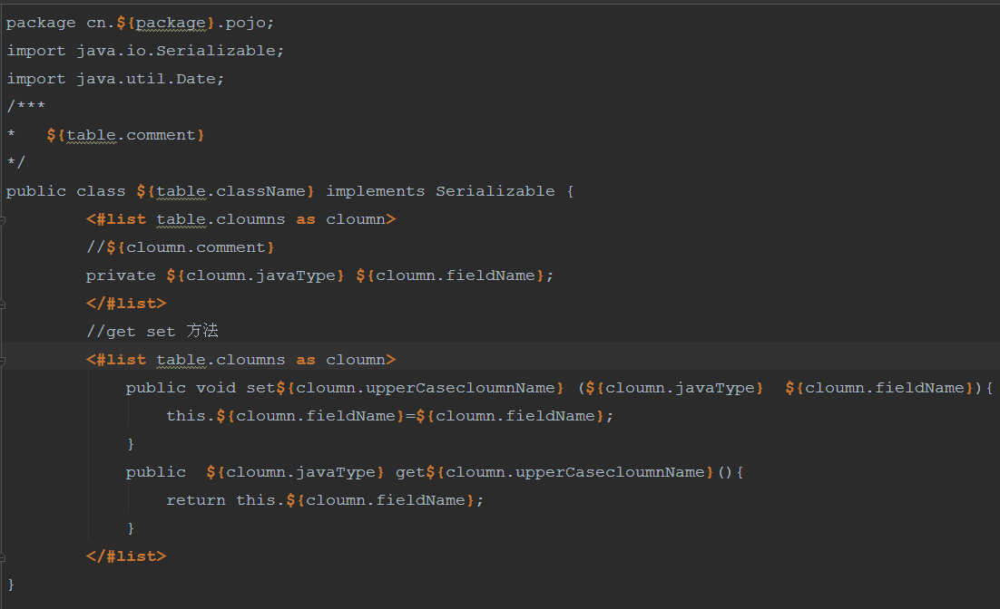 package cn.${package}.pojo;
import java.io.Serializable;
import java.util.Date;
/***
*   ${table.comment}
*/
public class ${table.className} implements Serializable {
        <#list table.cloumns as cloumn>
        //${cloumn.comment}
        private ${cloumn.javaType} ${cloumn.fieldName};
        </#list>
        //get set 方法
        <#list table.cloumns as cloumn>
            public void set${cloumn.upperCasecloumnName} (${cloumn.javaType}  ${cloumn.fieldName}){
                this.${cloumn.fieldName}=${cloumn.fieldName};
            }
            public  ${cloumn.javaType} get${cloumn.upperCasecloumnName}(){
                return this.${cloumn.fieldName};
            }
        </#list>
}